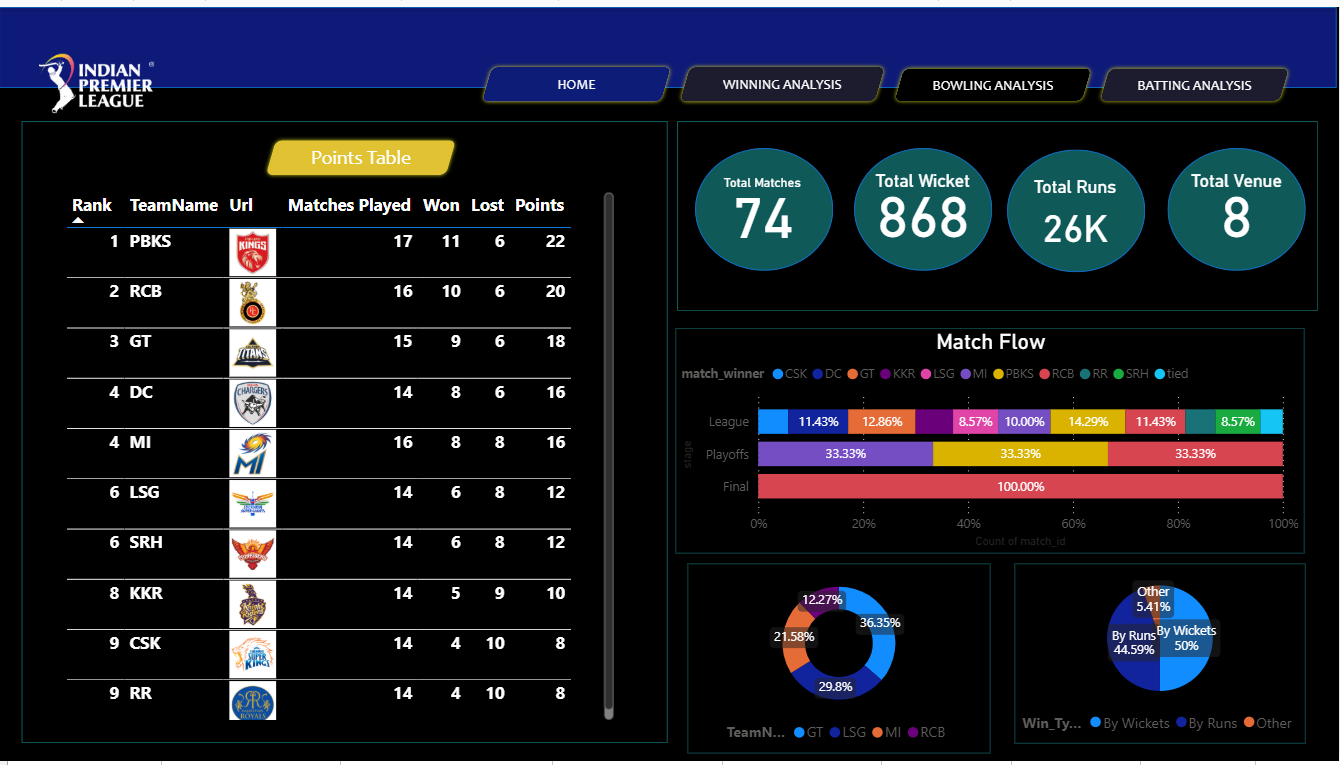 INDIAN
PREMIER
LEAGUE
HOME
WINNING ANALYSIS
BOWLING ANALYSIS
BATTING ANALYSIS
Points Table
Rank TeamName Url Matches Played Won Lost Points
1 PBKS KINGS 17 11 6 22
2 RCB 16 10 6 20
3 GT TITANS 15 9 6 18
4 DC 14 8 6 16
4 MI MI 16 8 8 16
6 LSG 14 6 8 12
6 SRH 14 6 8 12
8 KKR 14 5 9 10
9 CSK SUPER KINGS 14 4 10 8
9 RR RR ROYALS 14 4 10 8
Total Matches
74
Total Wicket
868
Total Runs
26K
Total Venue
8
Match Flow
match_winner CSK DC GT KKR LSG MI PBKS RCB RR SRH tied
stage
League 11.43% 12.86% 8.57% 10.00% 14.29% 11.43% 8.57%
Playoffs 33.33% 33.33% 33.33%
Final 100.00%
0% 20% 40% 60% 80% 100%
Count of match_id
12.27%
36.35%
21.58%
29.8%
TeamN... GT LSG MI RCB
Other
5.41%
By Runs
44.59%
By Wickets
50%
Win_Ty... By Wickets By Runs Other